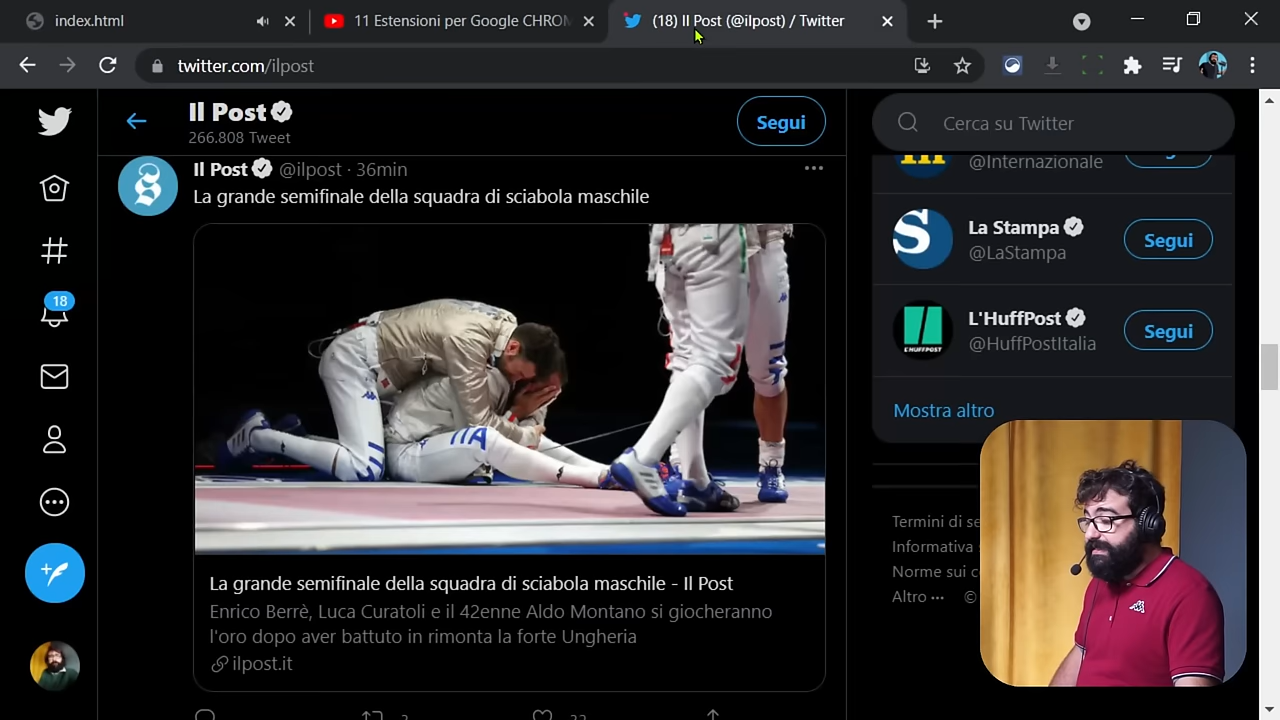 index.html
11 Estensioni per Google CHROM
(18) Il Post (@ilpost) / Twitter
twitter.com/ilpost
Il Post
266.808 Tweet
Segui
Cerca su Twitter
Il Post @ilpost · 36min
La grande semifinale della squadra di sciabola maschile
ITA
La grande semifinale della squadra di sciabola maschile - Il Post
Enrico Berrè, Luca Curatoli e il 42enne Aldo Montano si giocheranno
l'oro dopo aver battuto in rimonta la forte Ungheria
ilpost.it
18
@Internazionale
La Stampa
@LaStampa
Segui
L'HuffPost
@HuffPostItalia
Segui
L'HUFFPOST
Mostra altro
Termini di se
Informativa
Norme sui c
Altro ··· ©